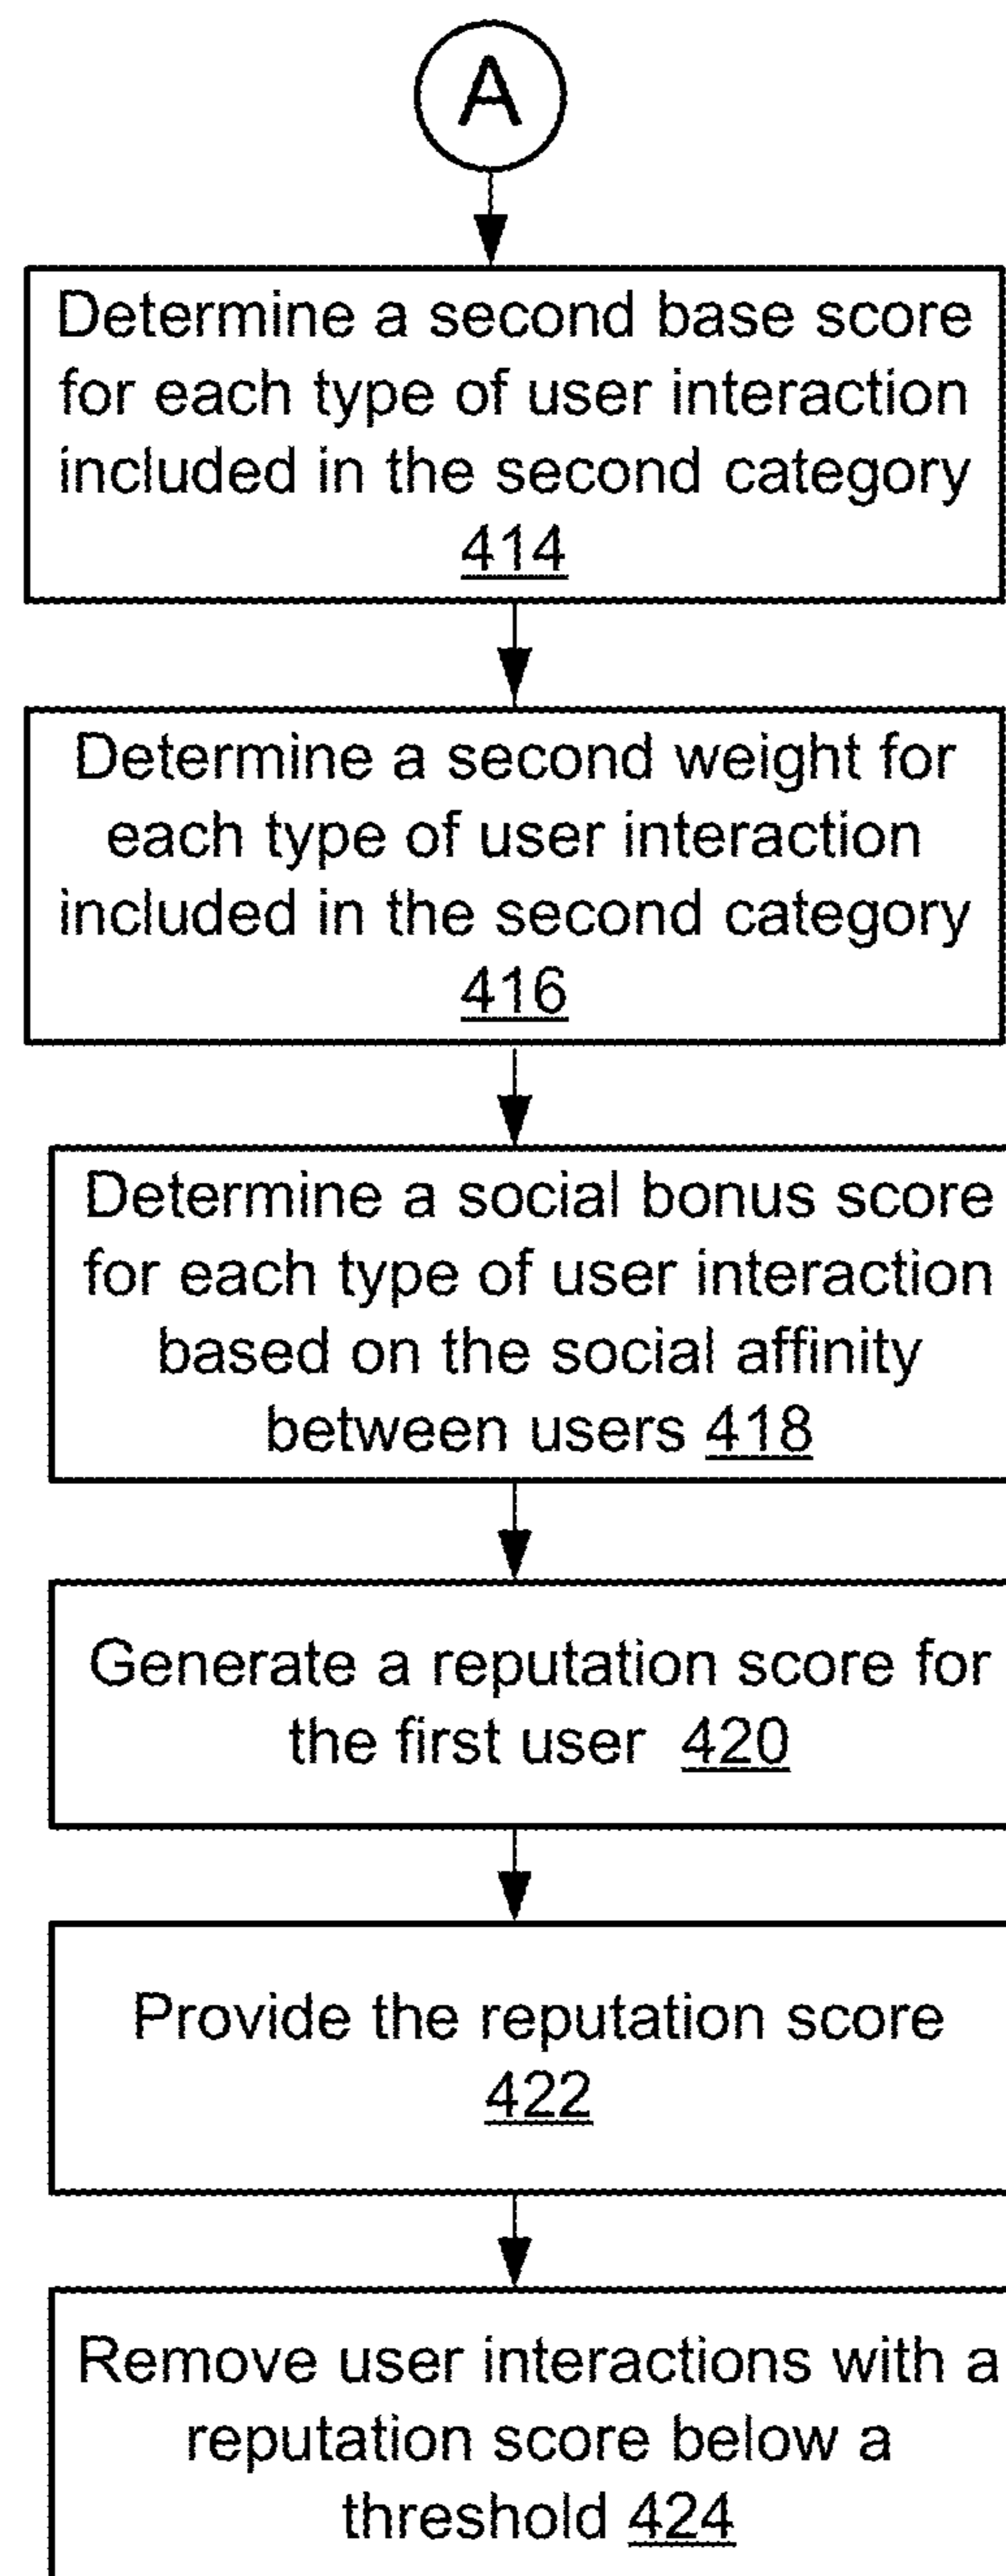 A
Determine a second base score
for each type of user interaction
included in the second category
414
Determine a second weight for
each type of user interaction
included in the second category
416
Determine a social bonus score
for each type of user interaction
based on the social affinity
between users 418
Generate a reputation score for
the first user 420
Provide the reputation score
422
Remove user interactions with a
reputation score below a
threshold 424